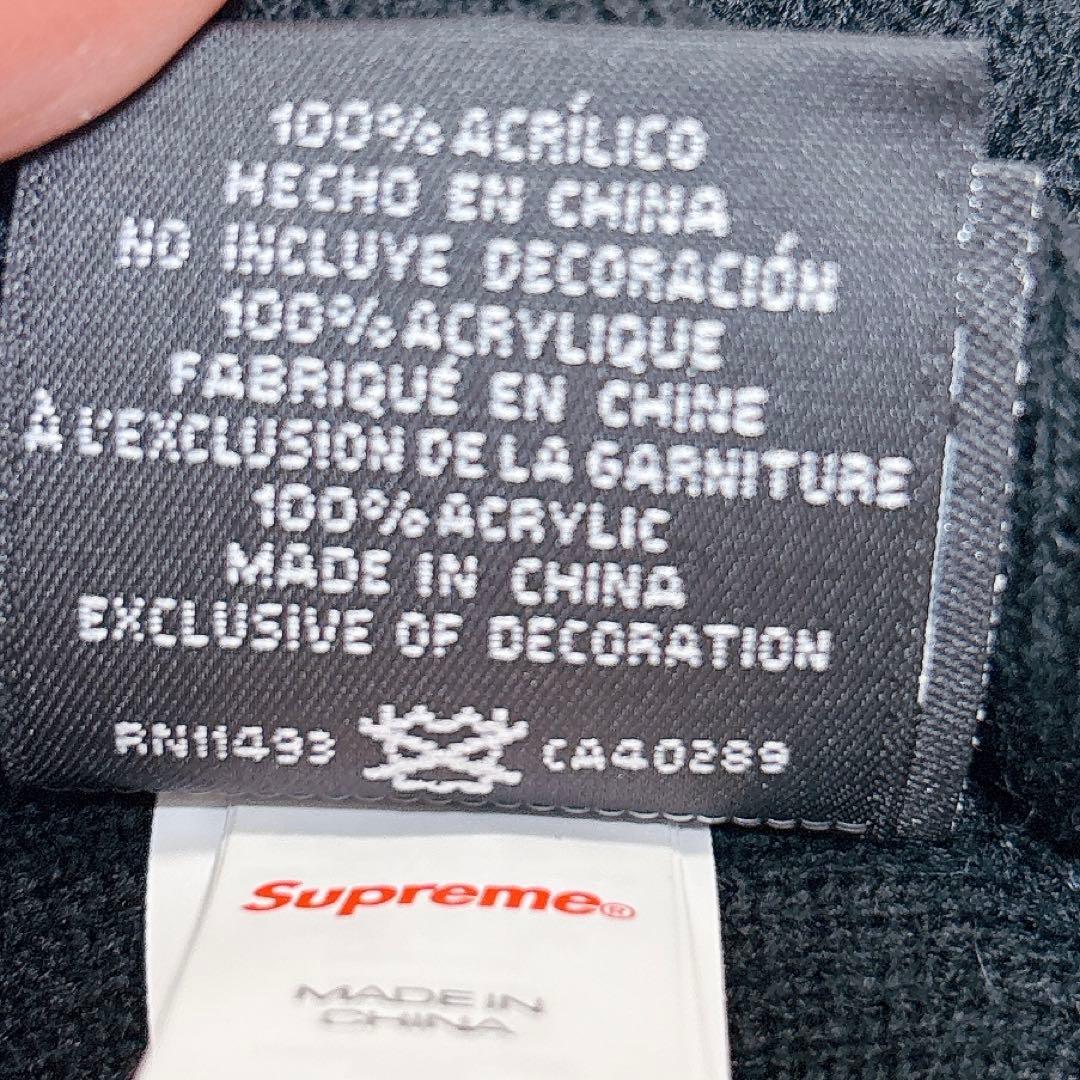 100% ACRÍLICO
HECHO EN CHINA
NO INCLUYE DECORACIÓN
100% ACRYLIQUE
FABRIQUÉ EN CHINE
À L'EXCLUSION DE LA GARNITURE
100% ACRYLIC
MADE IN CHINA
EXCLUSIVE OF DECORATION
RN11493 CA40289
Supreme®
MADE IN
CHINA